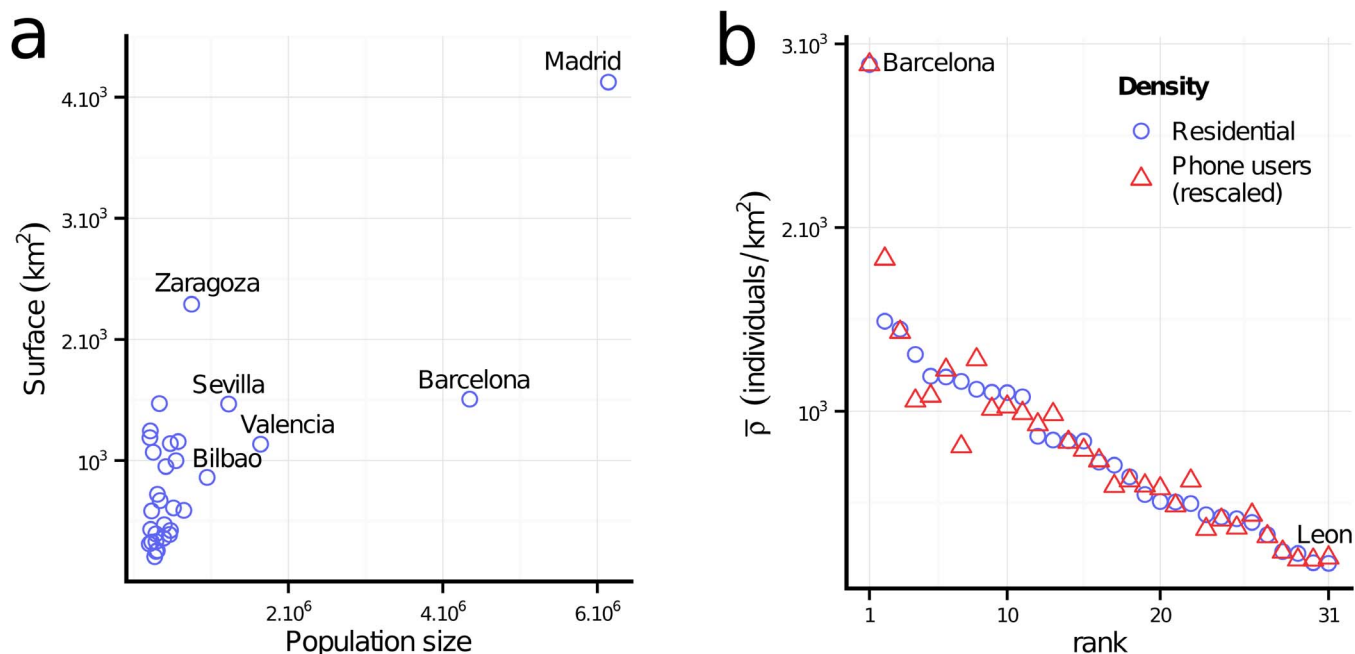 a
Madrid
4.10³
3.10³
Zaragoza
2.10³
Sevilla
Barcelona
Valencia
10³
Bilbao
Surface (km²)
2.10⁶
4.10⁶
6.10⁶
Population size
b
3.10³
Barcelona
Density
Residential
Phone users
(rescaled)
2.10³
10³
Leon
ρ̅ (individuals/km²)
1
10
20
31
rank